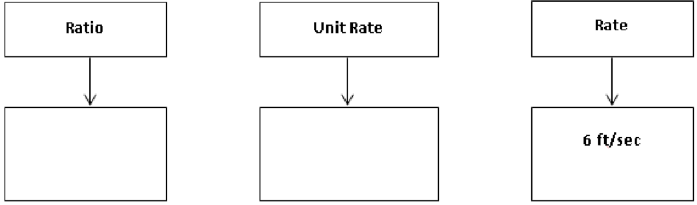 Ratio
Unit Rate
Rate
6 ft/sec